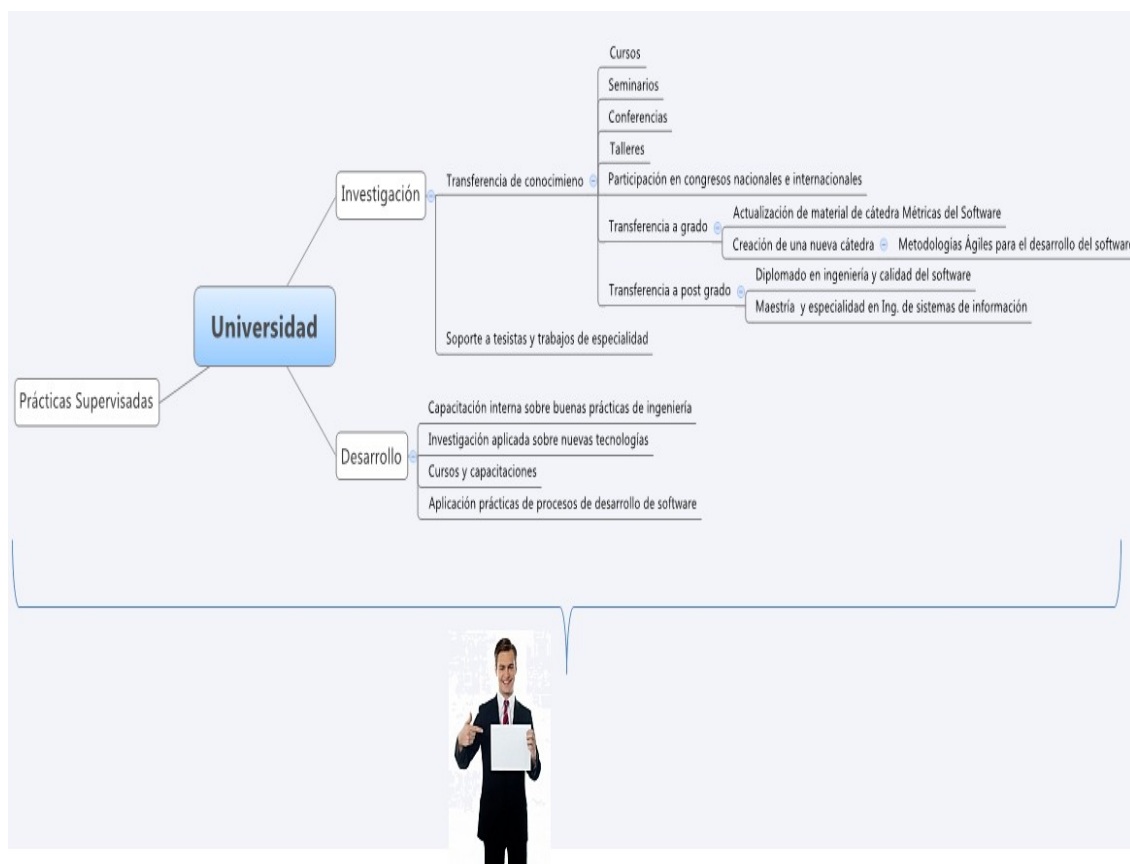 Cursos
Seminarios
Conferencias
Talleres
Participación en congresos nacionales e internacionales
Transferencia de conocimieno
Investigación
Actualización de material de cátedra Métricas del Software
Transferencia a grado
Creación de una nueva cátedra
Metodologías Ágiles para el desarrollo del software
Diplomado en ingeniería y calidad del software
Transferencia a post grado
Maestría y especialidad en Ing. de sistemas de información
Universidad
Soporte a tesistas y trabajos de especialidad
Prácticas Supervisadas
Capacitación interna sobre buenas prácticas de ingeniería
Investigación aplicada sobre nuevas tecnologías
Desarrollo
Cursos y capacitaciones
Aplicación prácticas de procesos de desarrollo de software